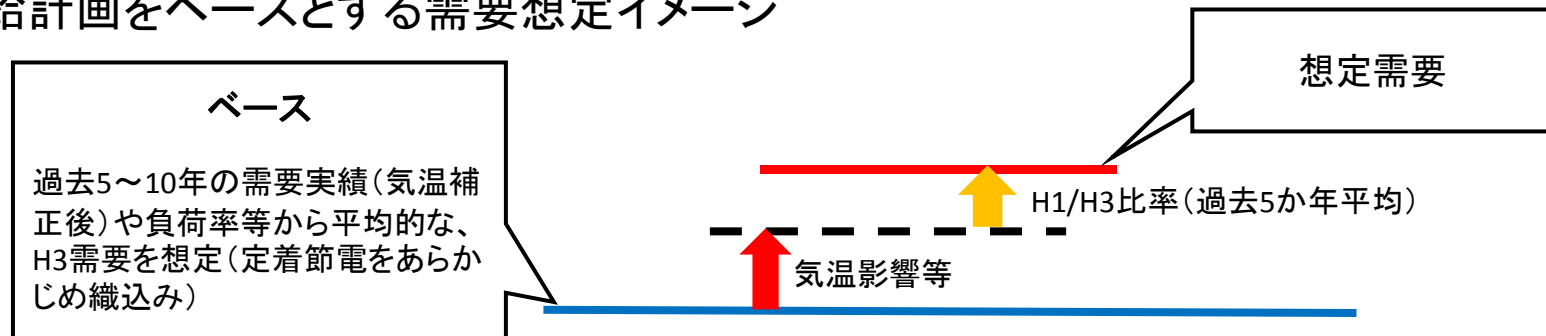 給計画をベースとする需要想定イメージ
ベース
過去5～10年の需要実績（気温補
正後）や負荷率等から平均的な、
H3需要を想定（定着節電をあらか
じめ織込み）
想定需要
H1/H3比率（過去5か年平均）
気温影響等